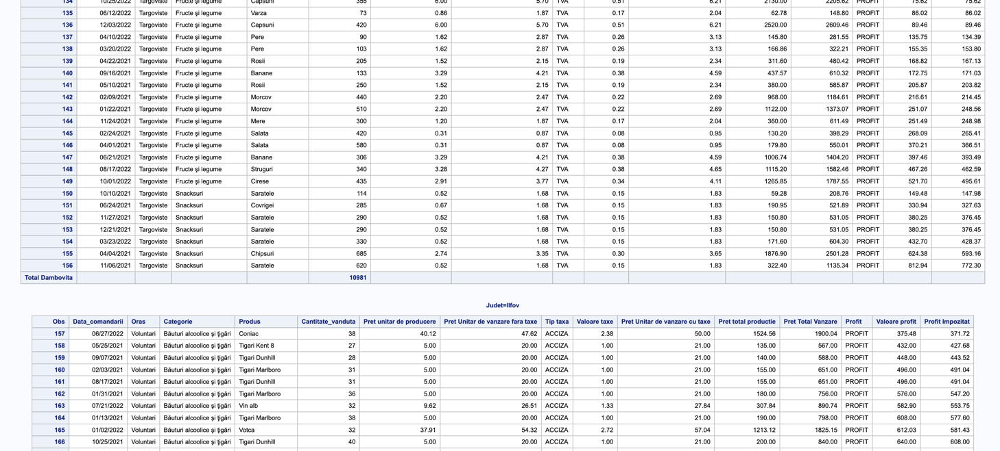 134 10/25/2022 Targoviste Fructe şi legume Capsuni 355 6.00 5.70 TVA 0.51 6.21 2130.00 2205.62 PROFIT 75.62 75.62
135 06/12/2022 Targoviste Fructe şi legume Varza 73 0.86 1.87 TVA 0.17 2.04 62.78 148.80 PROFIT 86.02 86.02
136 12/03/2022 Targoviste Fructe şi legume Capsuni 420 6.00 5.70 TVA 0.51 6.21 2520.00 2609.46 PROFIT 89.46 89.46
137 04/10/2022 Targoviste Fructe şi legume Pere 90 1.62 2.87 TVA 0.26 3.13 145.80 281.55 PROFIT 135.75 134.39
138 03/20/2022 Targoviste Fructe şi legume Pere 103 1.62 2.87 TVA 0.26 3.13 166.86 322.21 PROFIT 155.35 153.80
139 04/22/2021 Targoviste Fructe şi legume Rosii 205 1.52 2.15 TVA 0.19 2.34 311.60 480.42 PROFIT 168.82 167.13
140 09/16/2021 Targoviste Fructe şi legume Banane 133 3.29 4.21 TVA 0.38 4.59 437.57 610.32 PROFIT 172.75 171.03
141 05/10/2021 Targoviste Fructe şi legume Rosii 250 1.52 2.15 TVA 0.19 2.34 380.00 585.87 PROFIT 205.87 203.82
142 02/09/2021 Targoviste Fructe şi legume Morcov 440 2.20 2.47 TVA 0.22 2.69 968.00 1184.61 PROFIT 216.61 214.45
143 01/22/2021 Targoviste Fructe şi legume Morcov 510 2.20 2.47 TVA 0.22 2.69 1122.00 1373.07 PROFIT 251.07 248.56
144 11/24/2021 Targoviste Fructe şi legume Mere 300 1.20 1.87 TVA 0.17 2.04 360.00 611.49 PROFIT 251.49 248.98
145 02/24/2021 Targoviste Fructe şi legume Salata 420 0.31 0.87 TVA 0.08 0.95 130.20 398.29 PROFIT 268.09 265.41
146 04/01/2021 Targoviste Fructe şi legume Salata 580 0.31 0.87 TVA 0.08 0.95 179.80 550.01 PROFIT 370.21 366.51
147 06/21/2021 Targoviste Fructe şi legume Banane 306 3.29 4.21 TVA 0.38 4.59 1006.74 1404.20 PROFIT 397.46 393.49
148 08/17/2022 Targoviste Fructe şi legume Struguri 340 3.28 4.27 TVA 0.38 4.65 1115.20 1582.46 PROFIT 467.26 462.59
149 10/01/2022 Targoviste Fructe şi legume Cirese 435 2.91 3.77 TVA 0.34 4.11 1265.85 1787.55 PROFIT 521.70 495.61
150 10/10/2021 Targoviste Snacksuri Saratele 114 0.52 1.68 TVA 0.15 1.83 59.28 208.76 PROFIT 149.48 147.98
151 06/24/2021 Targoviste Snacksuri Covrigei 285 0.67 1.68 TVA 0.15 1.83 190.95 521.89 PROFIT 330.94 327.63
152 11/27/2021 Targoviste Snacksuri Saratele 290 0.52 1.68 TVA 0.15 1.83 150.80 531.05 PROFIT 380.25 376.45
153 12/21/2021 Targoviste Snacksuri Saratele 290 0.52 1.68 TVA 0.15 1.83 150.80 531.05 PROFIT 380.25 376.45
154 03/23/2022 Targoviste Snacksuri Saratele 330 0.52 1.68 TVA 0.15 1.83 171.60 604.30 PROFIT 432.70 428.37
155 04/04/2021 Targoviste Snacksuri Chipsuri 685 2.74 3.35 TVA 0.30 3.65 1876.90 2501.28 PROFIT 624.38 593.16
156 11/06/2021 Targoviste Snacksuri Saratele 620 0.52 1.68 TVA 0.15 1.83 322.40 1135.34 PROFIT 812.94 772.30
Total Dambovita 10981
Judet=Ilfov
Obs Data_comandarii Oras Categorie Produs Cantitate_vanduta Pret unitar de producere Pret Unitar de vanzare fara taxe Tip taxa Valoare taxe Pret Unitar de vanzare cu taxe Pret total productie Pret Total Vanzare Profit Valoare profit Profit Impozitat
157 06/27/2022 Voluntari Băuturi alcoolice şi ţigări Coniac 38 40.12 47.62 ACCIZA 2.38 50.00 1524.56 1900.04 PROFIT 375.48 371.72
158 05/25/2021 Voluntari Băuturi alcoolice şi ţigări Tigari Kent 8 27 5.00 20.00 ACCIZA 1.00 21.00 135.00 567.00 PROFIT 432.00 427.68
159 09/07/2021 Voluntari Băuturi alcoolice şi ţigări Tigari Dunhill 28 5.00 20.00 ACCIZA 1.00 21.00 140.00 588.00 PROFIT 448.00 443.52
160 02/03/2021 Voluntari Băuturi alcoolice şi ţigări Tigari Marlboro 31 5.00 20.00 ACCIZA 1.00 21.00 155.00 651.00 PROFIT 496.00 491.04
161 08/17/2021 Voluntari Băuturi alcoolice şi ţigări Tigari Dunhill 31 5.00 20.00 ACCIZA 1.00 21.00 155.00 651.00 PROFIT 496.00 491.04
162 01/31/2021 Voluntari Băuturi alcoolice şi ţigări Tigari Marlboro 36 5.00 20.00 ACCIZA 1.00 21.00 180.00 756.00 PROFIT 576.00 547.20
163 07/21/2022 Voluntari Băuturi alcoolice şi ţigări Vin alb 32 9.62 26.51 ACCIZA 1.33 27.84 307.84 890.74 PROFIT 582.90 553.75
164 01/13/2021 Voluntari Băuturi alcoolice şi ţigări Tigari Marlboro 38 5.00 20.00 ACCIZA 1.00 21.00 190.00 798.00 PROFIT 608.00 577.60
165 01/02/2022 Voluntari Băuturi alcoolice şi ţigări Votca 32 37.91 54.32 ACCIZA 2.72 57.04 1213.12 1825.15 PROFIT 612.03 581.43
166 10/25/2021 Voluntari Băuturi alcoolice şi ţigări Tigari Dunhill 40 5.00 20.00 ACCIZA 1.00 21.00 200.00 840.00 PROFIT 640.00 608.00